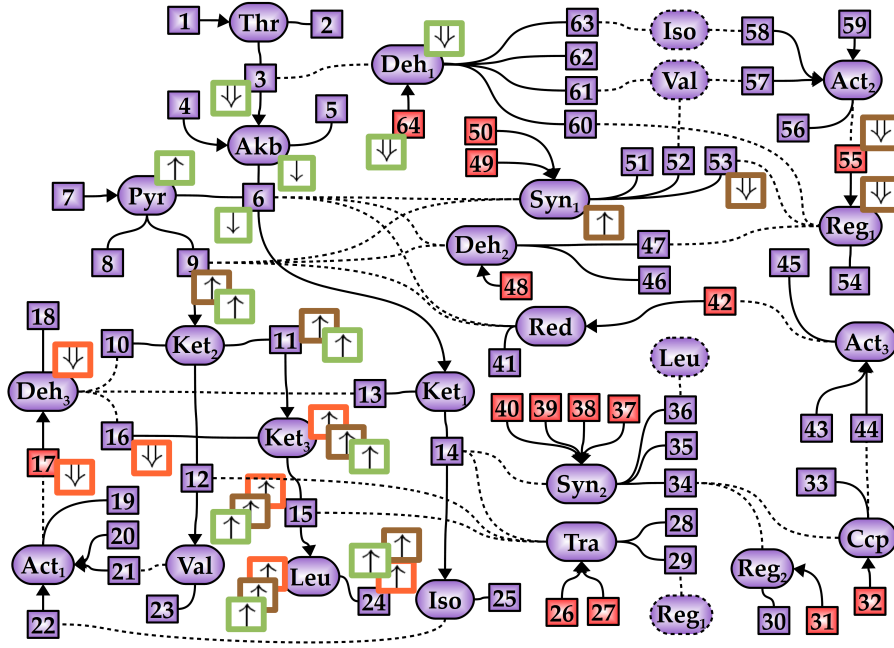 1 Thr 2 63 Iso 58 59
3 Deh₁ ⇓ 62
⇓ 61 Val 57 Act₂
4 5 64 60 56
Akb ⇓ 50 55 ⇓
↓ 49 51 52 53
7 Pyr ↑ 6 Syn₁ ⇓ Reg₁ ⇓
↓ ↑
8 9 Deh₂ 47 45 54
↑ ↑ 48 46
18 10 Ket₂ 11 ↑ ↑ Red 41 42 Act₃
⇓ Leu
Deh₃ 13 Ket₁
16 ⇓ Ket₃ ↑ ↑ ↑ 40 39 38 37 36 43 44
17 ⇓ 14 35
12 ↑ ↑ ↑ 15 Syn₂ 34 33
19 20 21 28
Act₁ Val Leu ↑ ↑ ↑ 24 ↑ ↑ ↑ Tra 29 Ccp
23 Iso 25 Reg₂
22 26 27 Reg₁ 30 31 32